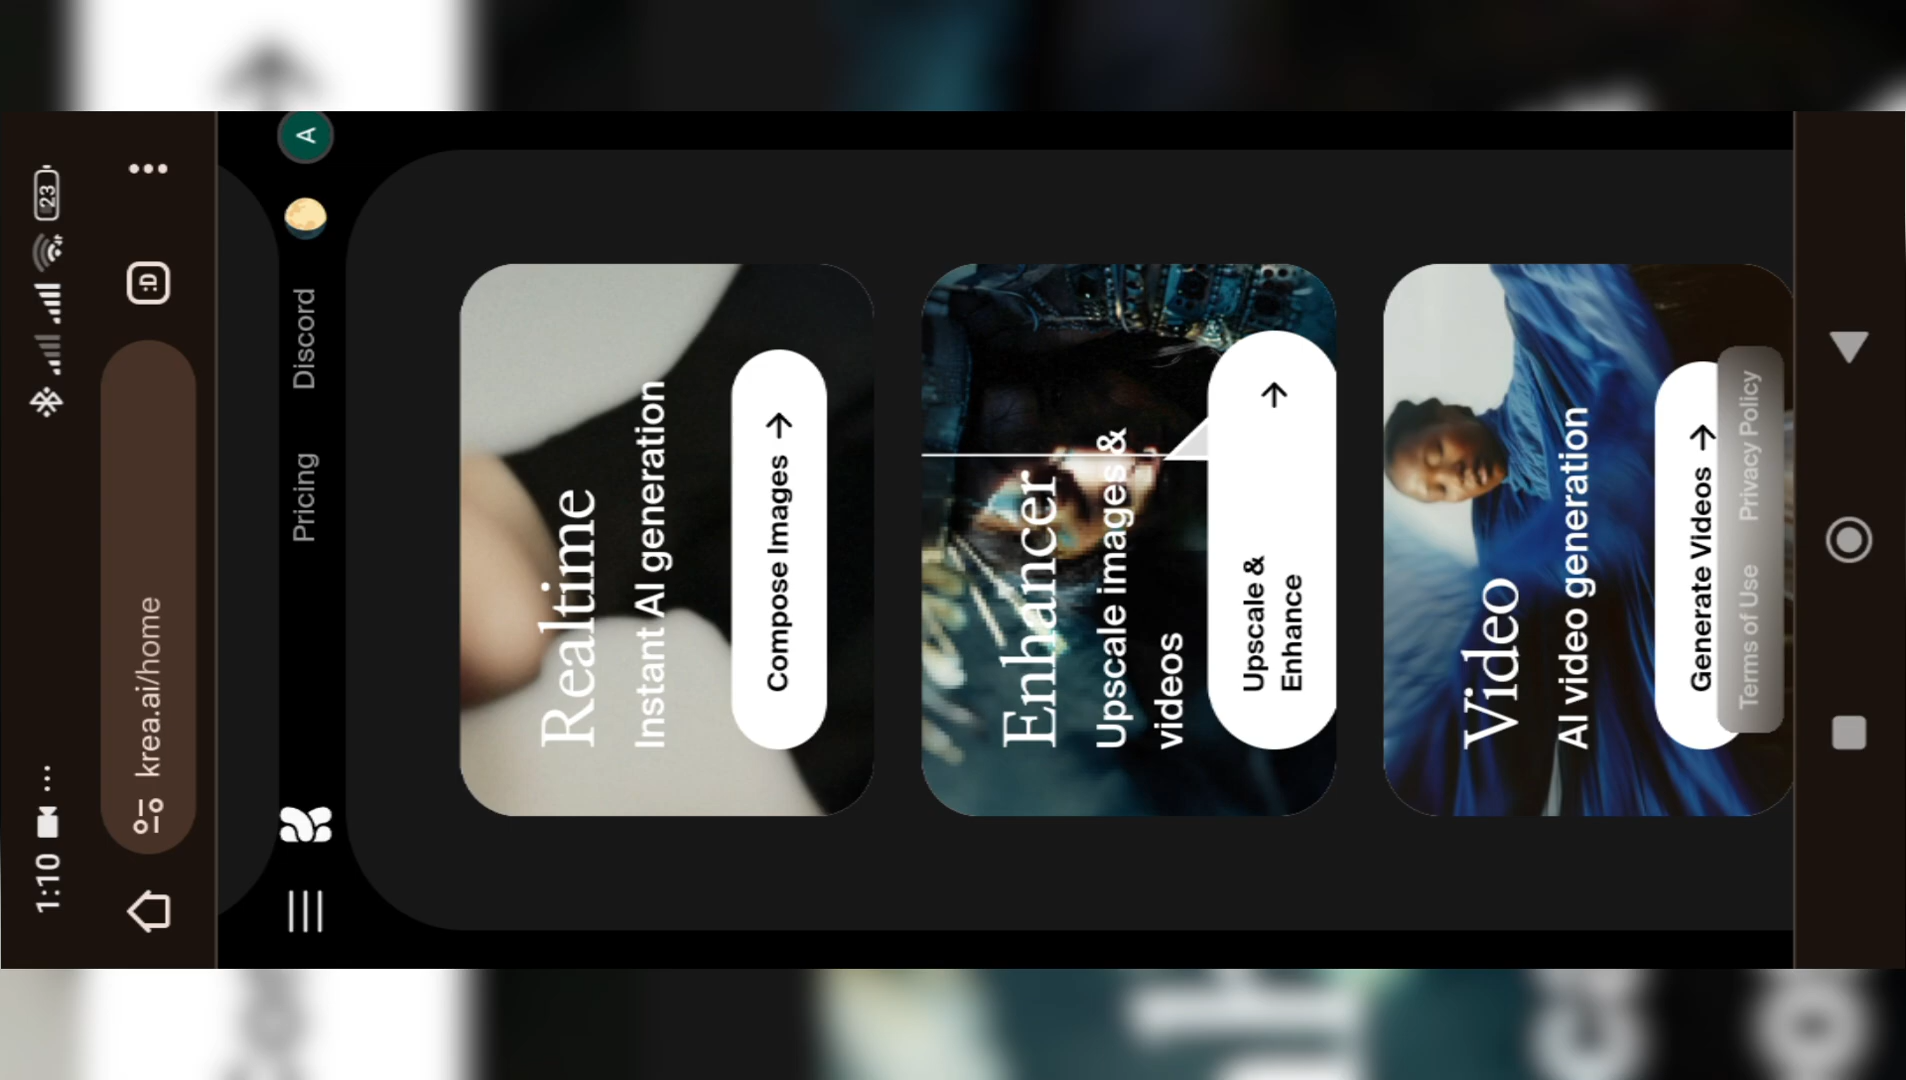 1:10 ... 23
krea.ai/home :D
Pricing Discord A
Realtime
Instant AI generation
Compose Images →
Enhancer
Upscale images &
videos
Upscale &
Enhance →
Video
AI video generation
Generate Videos →
Terms of Use Privacy Policy